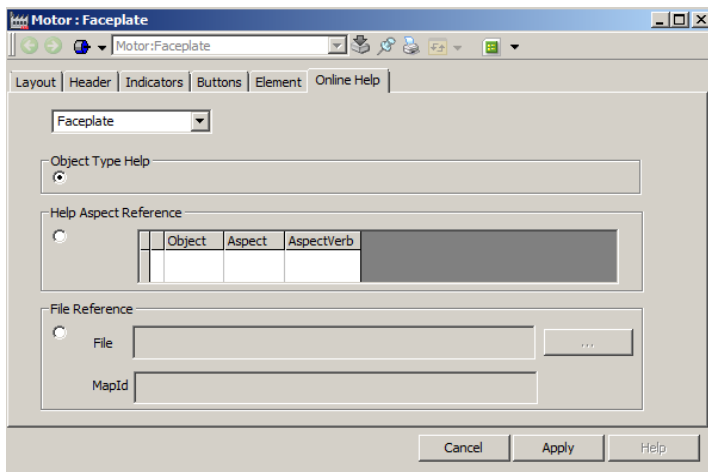 Motor : Faceplate
Motor:Faceplate
Layout Header Indicators Buttons Element Online Help
Faceplate
Object Type Help
Help Aspect Reference
Object Aspect AspectVerb
File Reference
File ...
MapId
Cancel Apply Help